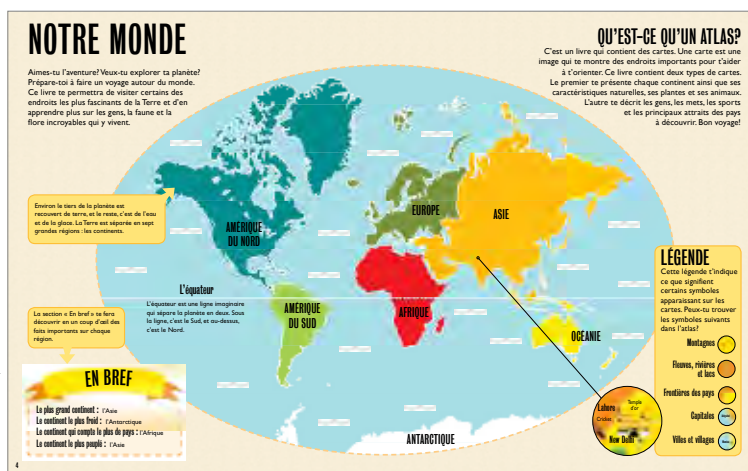 NOTRE MONDE
Aimes-tu l'aventure? Veux-tu explorer ta planète?
Prépare-toi à faire un voyage autour du monde.
Ce livre te permettra de visiter certains des
endroits les plus fascinants de la Terre et d'en
apprendre plus sur les gens, la faune et la
flore incroyables qui y vivent.
QU'EST-CE QU'UN ATLAS?
C'est un livre qui contient des cartes. Une carte est une
image qui te montre des endroits importants pour t'aider
à t'orienter. Ce livre contient deux types de cartes.
Le premier te présente chaque continent ainsi que ses
caractéristiques naturelles, ses plantes et ses animaux.
L'autre te décrit les gens, les mets, les sports
et les principaux attraits des pays
à découvrir. Bon voyage!
Environ le tiers de la planète est
recouvert de terre, et le reste, c'est de l'eau
et de la glace. La Terre est séparée en sept
grandes régions : les continents.
AMÉRIQUE
DU NORD
EUROPE
ASIE
L'équateur
L'équateur est une ligne imaginaire
qui sépare la planète en deux. Sous
la ligne, c'est le Sud, et au-dessus,
c'est le Nord.
AMÉRIQUE
DU SUD
AFRIQUE
OCÉANIE
ANTARCTIQUE
La section « En bref » te fera
découvrir en un coup d'œil des
faits importants sur chaque
région.
EN BREF
Le plus grand continent : l'Asie
Le continent le plus froid : l'Antarctique
Le continent qui compte le plus de pays : l'Afrique
Le continent le plus peuplé : l'Asie
LÉGENDE
Cette légende t'indique
ce que signifient
certains symboles
apparaissant sur les
cartes. Peux-tu trouver
les symboles suivants
dans l'atlas?
Montagnes
Fleuves, rivières
et lacs
Frontières des pays
Capitales
Villes et villages
Temple
d'or
Lahore
Cricket
New Delhi
4